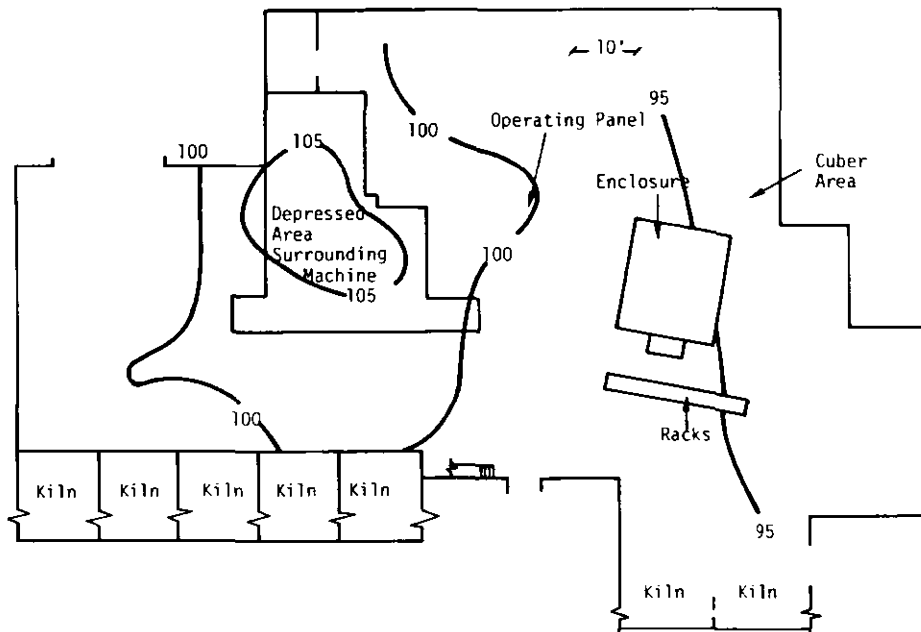 10'
95
100
Operating Panel
100
105
Cuber
Area
Enclosure
Depressed
Area
Surrounding
Machine
100
105
100
Racks
Kiln
Kiln
Kiln
Kiln
Kiln
95
Kiln
Kiln